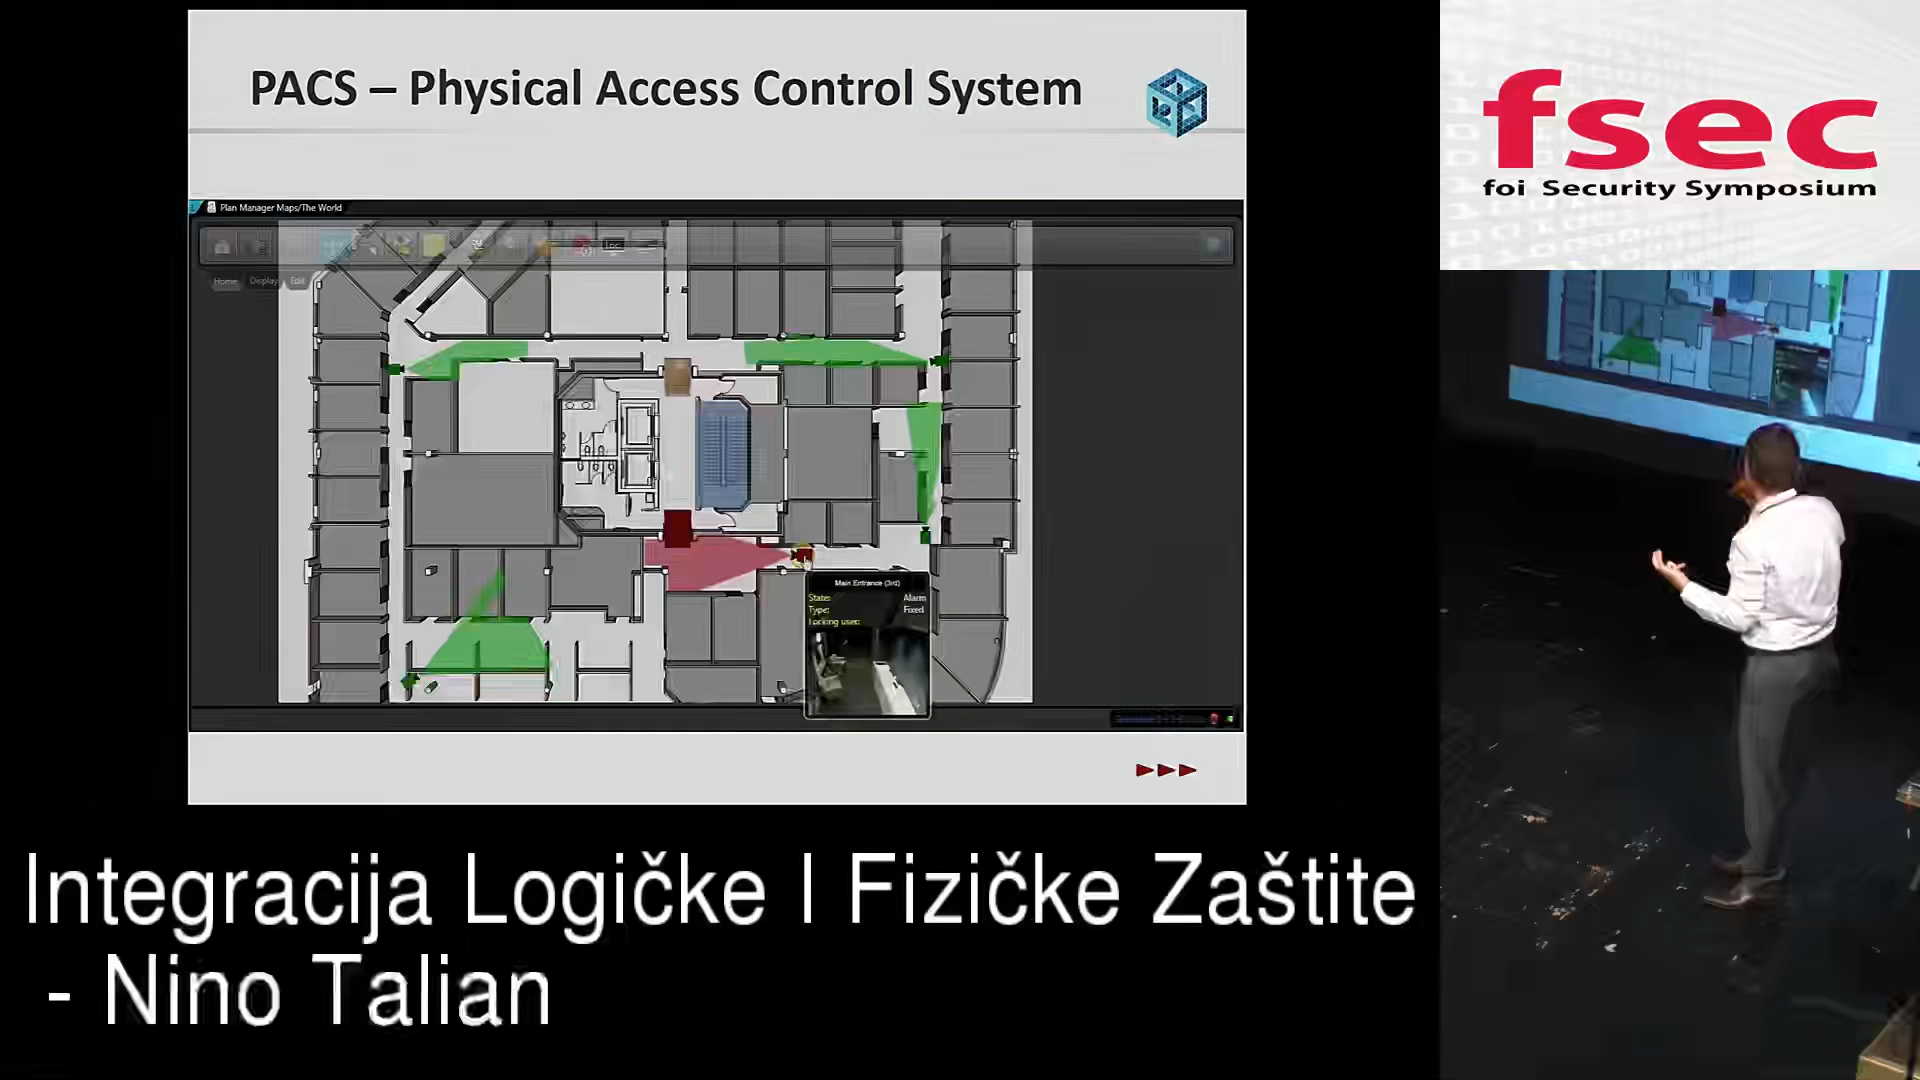 PACS – Physical Access Control System
Plan Manager Maps/The World
Home Display Edit
Main Entrance (3rd)
State: Alarm
Type: Fixed
Locking user:
fsec
foi Security Symposium
Integracija Logičke I Fizičke Zaštite
- Nino Talian